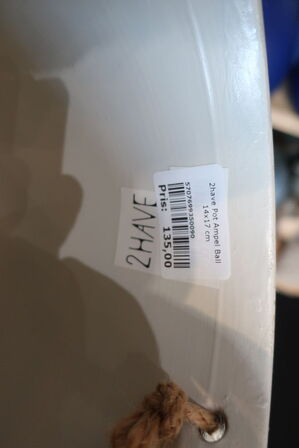 2have Pot Ampel Ball
14x17 cm
5707699350090
Pris: 135,00
2HAVE